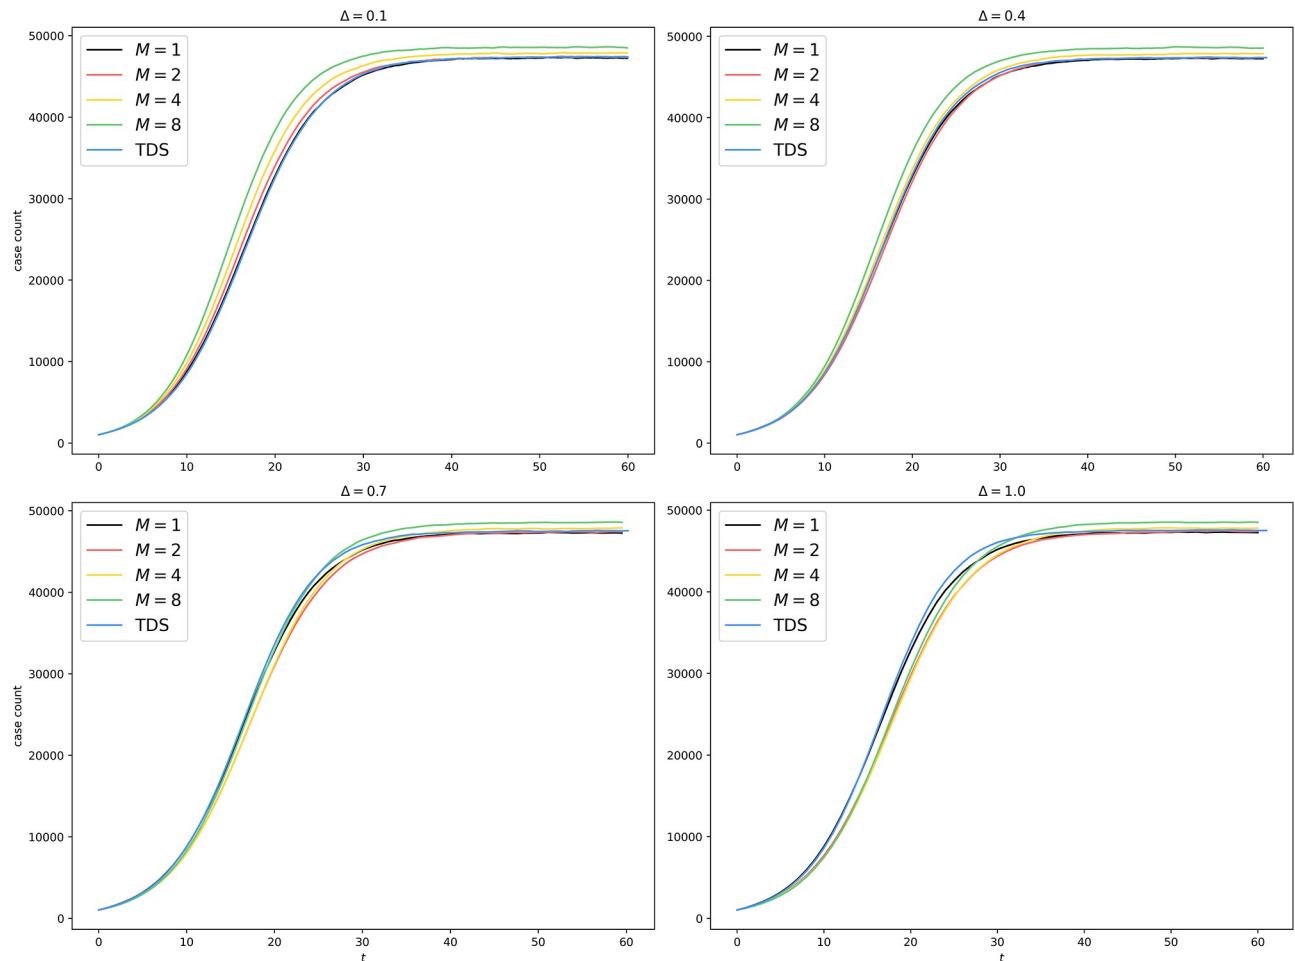 Δ = 0.1
50000
40000
30000
20000
10000
0
case count
M = 1
M = 2
M = 4
M = 8
TDS
0 10 20 30 40 50 60
Δ = 0.4
50000
40000
30000
20000
10000
0
M = 1
M = 2
M = 4
M = 8
TDS
0 10 20 30 40 50 60
Δ = 0.7
50000
40000
30000
20000
10000
0
case count
M = 1
M = 2
M = 4
M = 8
TDS
0 10 20 30 40 50 60
t
Δ = 1.0
50000
40000
30000
20000
10000
0
M = 1
M = 2
M = 4
M = 8
TDS
0 10 20 30 40 50 60
t